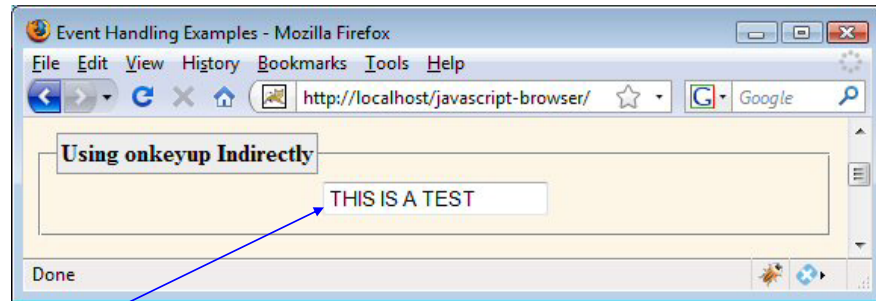 Event Handling Examples - Mozilla Firefox
File Edit View History Bookmarks Tools Help
http://localhost/javascript-browser/ G Google
Using onkeyup Indirectly
THIS IS A TEST
Done